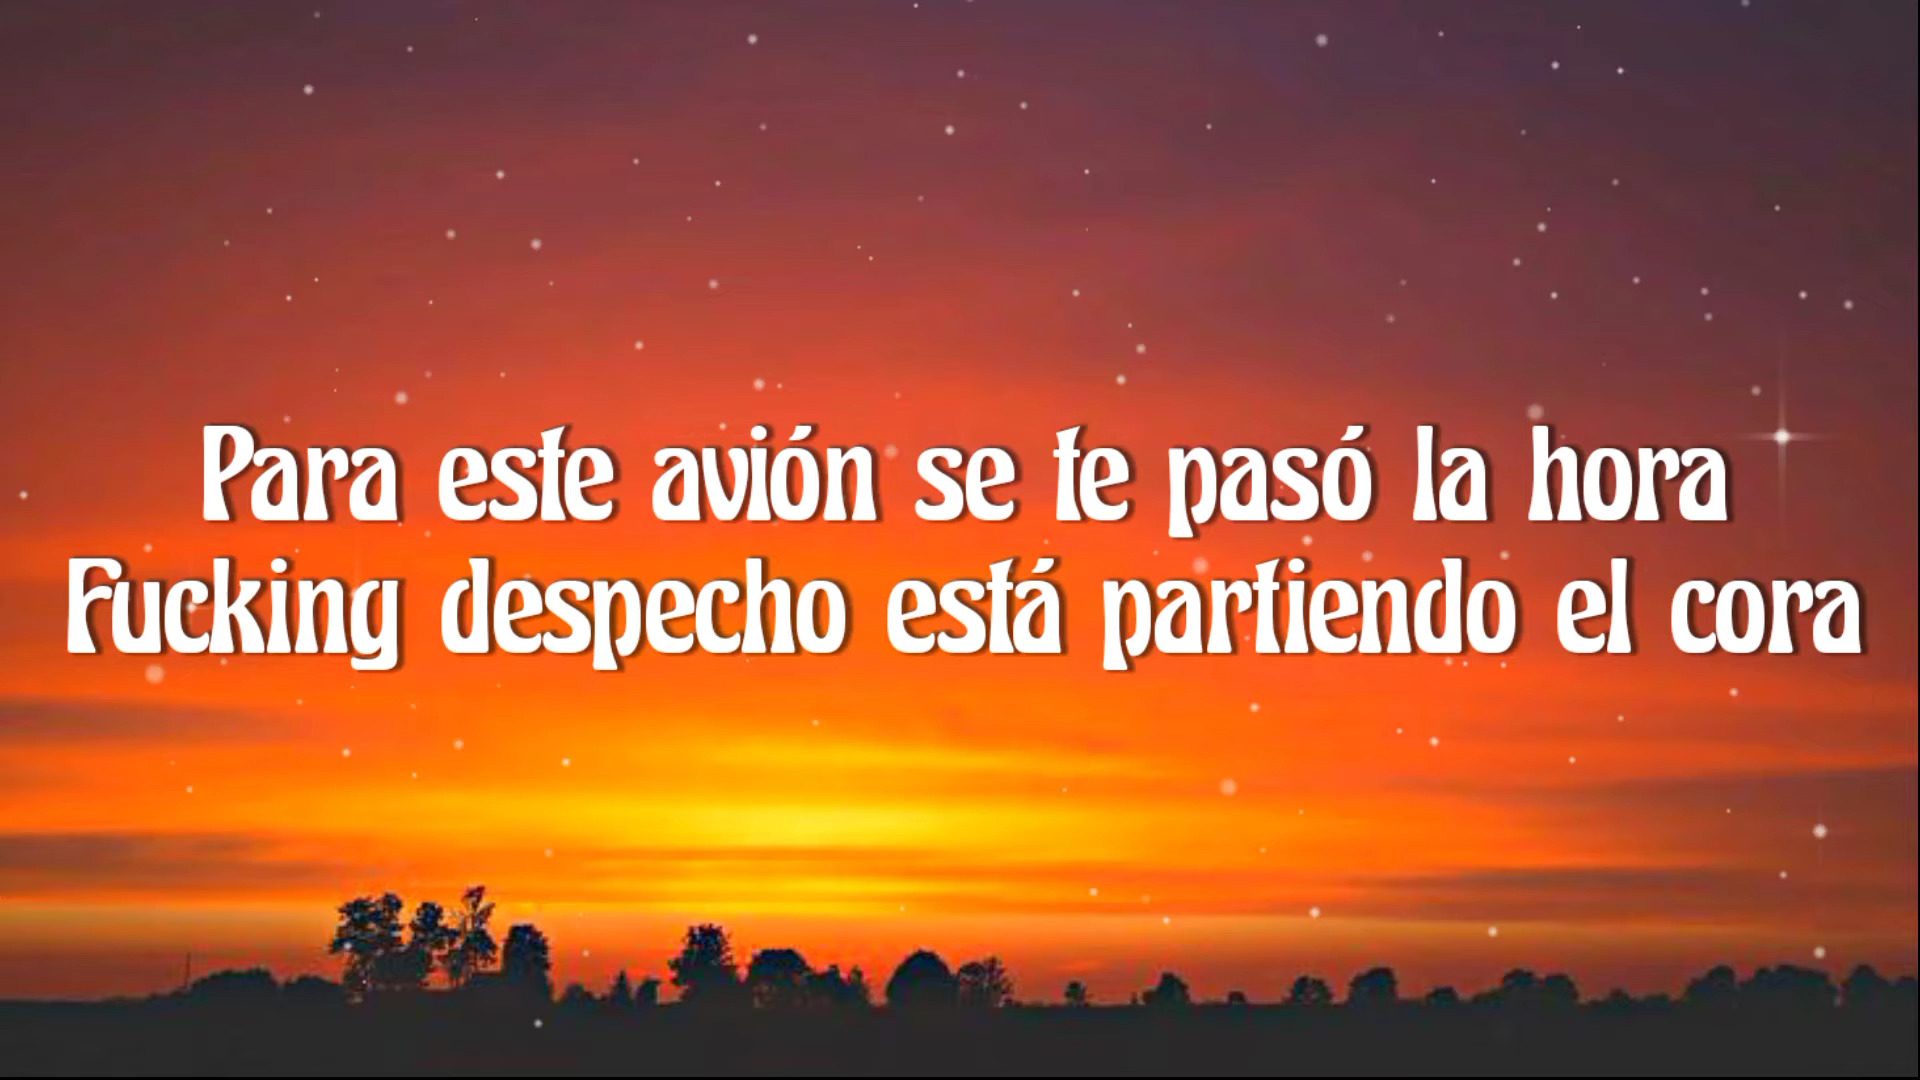 Para este avión se te pasó la hora
Fucking despecho está partiendo el cora